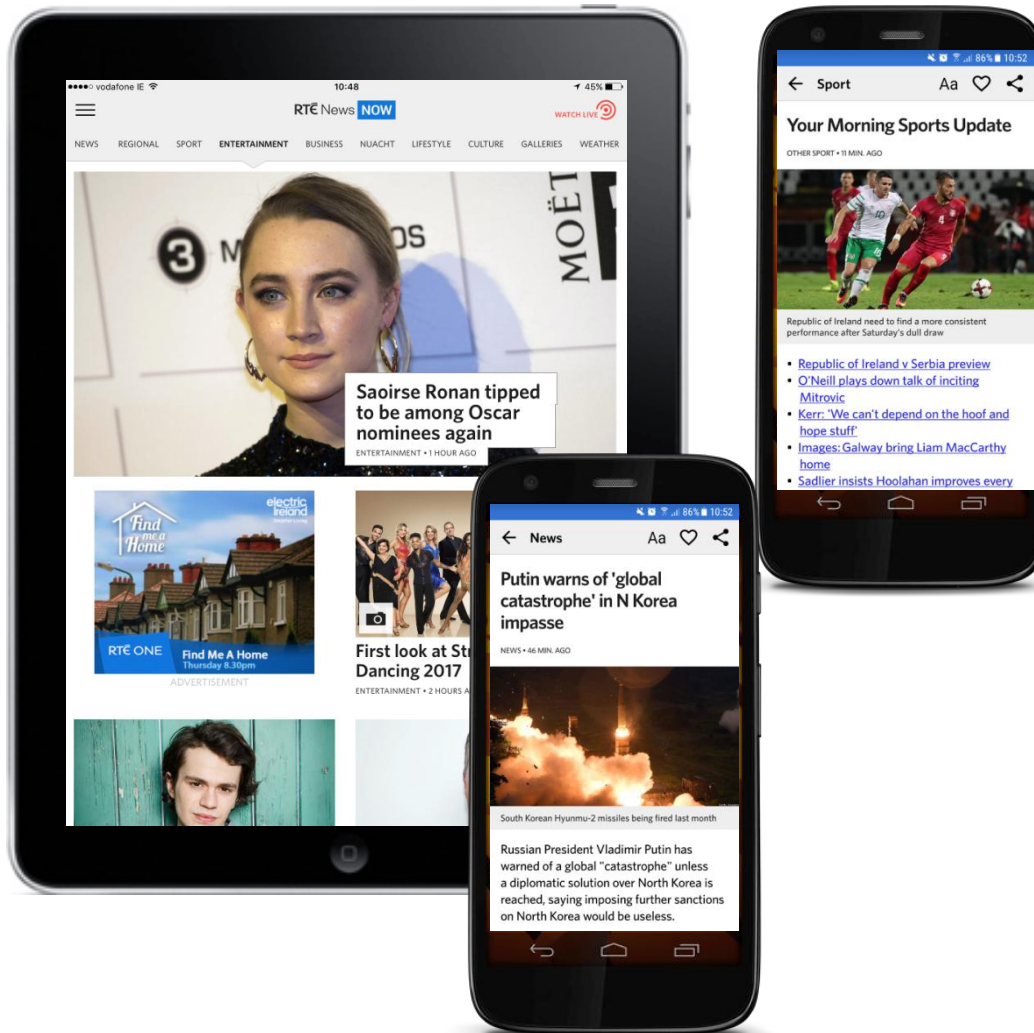 vodafone IE
10:48
45%
RTÉ News NOW
WATCH LIVE
NEWS REGIONAL SPORT ENTERTAINMENT BUSINESS NUACHT LIFESTYLE CULTURE GALLERIES WEATHER
3
MOËT
Saoirse Ronan tipped
to be among Oscar
nominees again
ENTERTAINMENT • 1 HOUR AGO
Find
me a
Home
electric
ireland
RTÉ ONE
Find Me A Home
Thursday 8.30pm
ADVERTISEMENT
First look at
Dancing 2017
ENTERTAINMENT • 2 HOURS
86% 10:52
News Aa
Putin warns of 'global
catastrophe' in N Korea
impasse
NEWS • 46 MIN. AGO
South Korean Hyunmu-2 missiles being fired last month
Russian President Vladimir Putin has
warned of a global "catastrophe" unless
a diplomatic solution over North Korea is
reached, saying imposing further sanctions
on North Korea would be useless.
86% 10:52
Sport Aa
Your Morning Sports Update
OTHER SPORT • 11 MIN. AGO
10
4
Republic of Ireland need to find a more consistent
performance after Saturday's dull draw
• Republic of Ireland v Serbia preview
• O'Neill plays down talk of inciting
Mitrovic
• Kerr: 'We can't depend on the hoof and
hope stuff'
• Images: Galway bring Liam MacCarthy
home
• Sadlier insists Hoolahan improves every